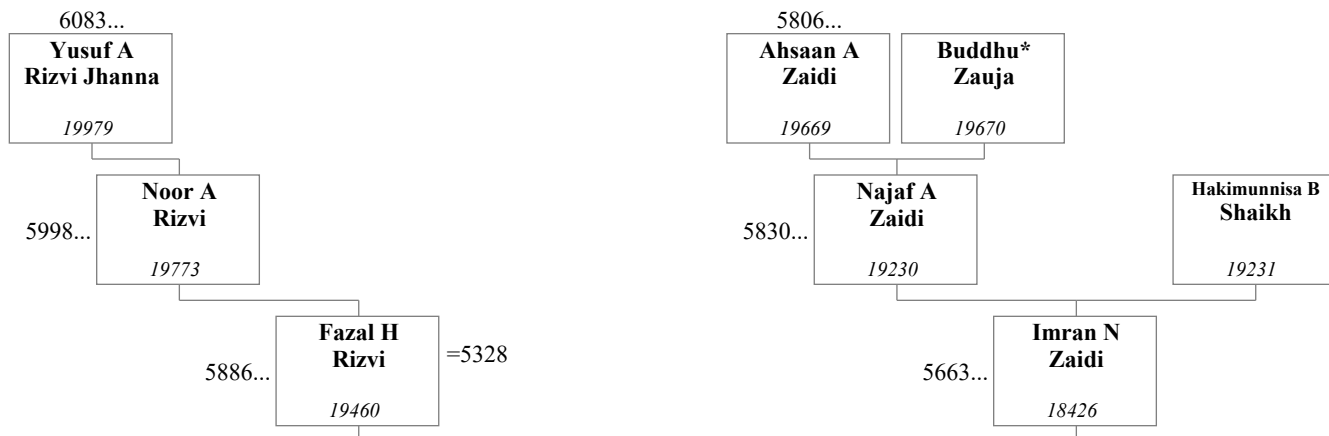 6083...
Yusuf A
Rizvi Jhanna
19979
5806...
Ahsaan A
Zaidi
19669
Buddhu*
Zauja
19670
5998...
Noor A
Rizvi
19773
5830...
Najaf A
Zaidi
19230
Hakimunnisa B
Shaikh
19231
5886...
Fazal H
Rizvi
19460
=5328
5663...
Imran N
Zaidi
18426